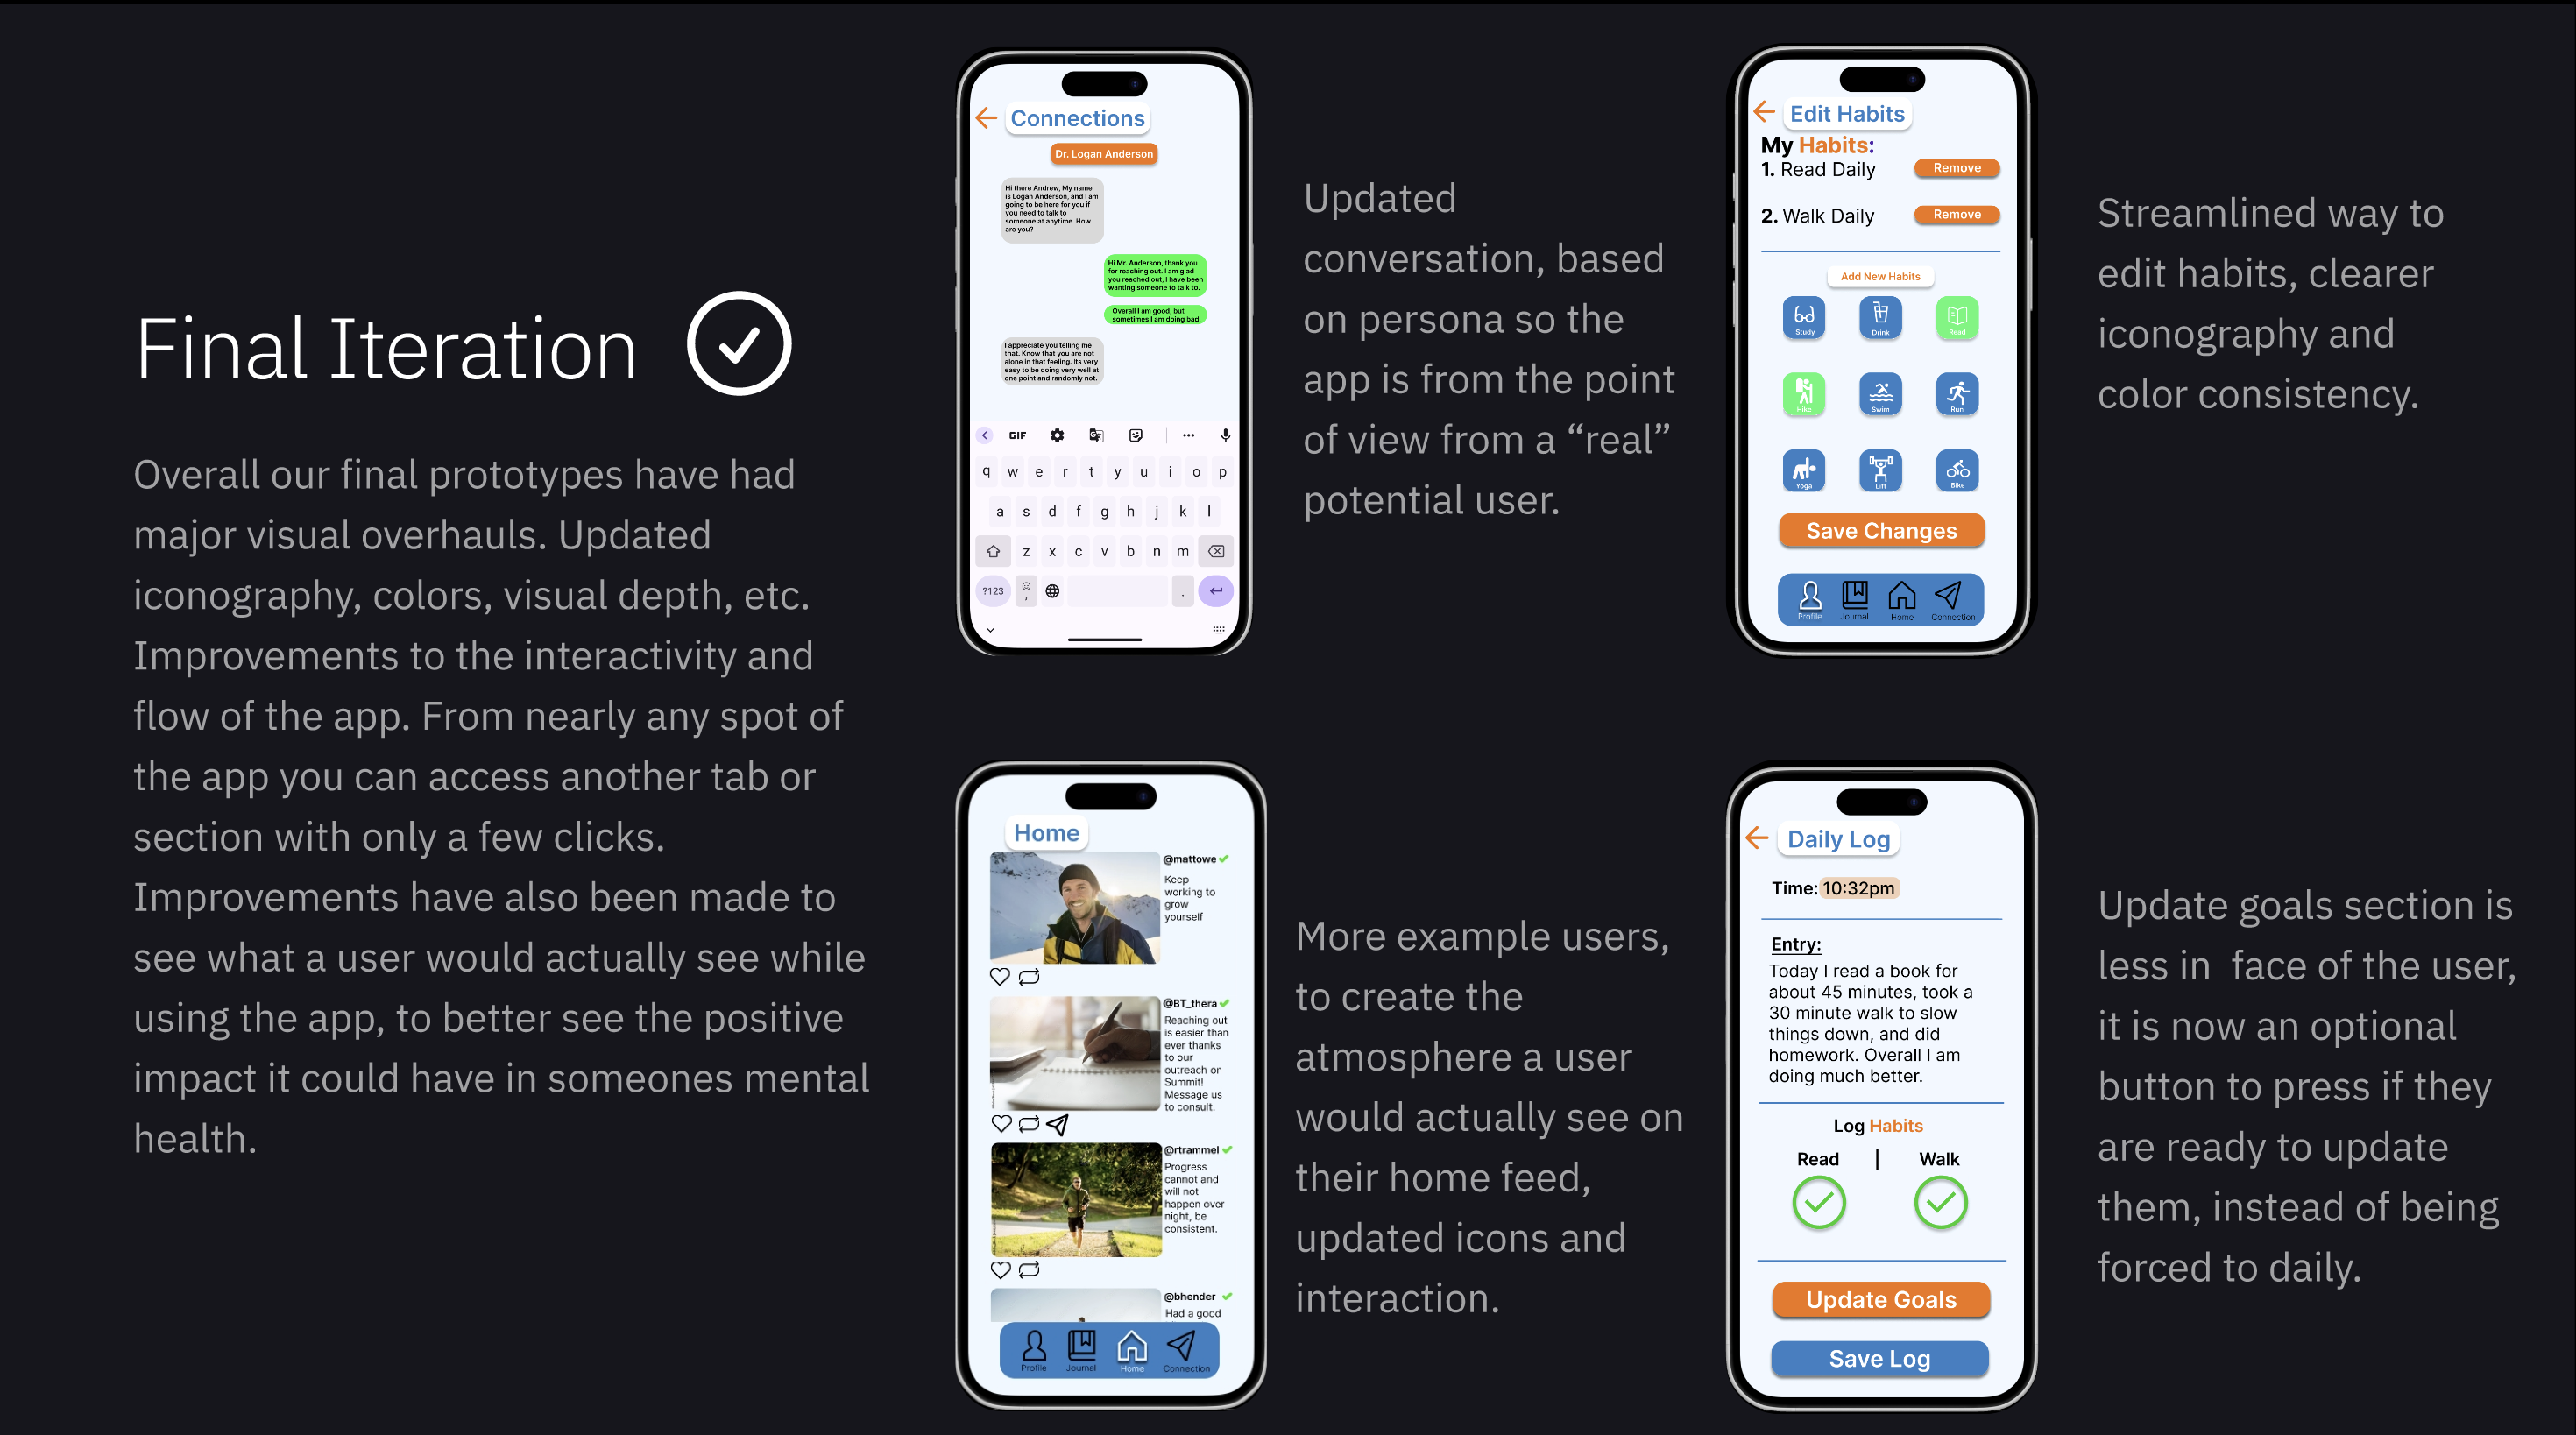 Final Iteration
Overall our final prototypes have had
major visual overhauls. Updated
iconography, colors, visual depth, etc.
Improvements to the interactivity and
flow of the app. From nearly any spot of
the app you can access another tab or
section with only a few clicks.
Improvements have also been made to
see what a user would actually see while
using the app, to better see the positive
impact it could have in someones mental
health.
Connections
Dr. Logan Anderson
Hi there Andrew, My name
is Logan Anderson, and I am
going to be here for you if
you need to talk to
someone at anytime. How
are you?
Hi Mr. Anderson, thank you
for reaching out. I am glad
you reached out, I have been
wanting someone to talk to.
Overall I am good, but
sometimes I am doing bad.
I appreciate you telling me
that. Know that you are not
alone in that feeling. Its very
easy to be doing very well at
one point and randomly not.
GIF
q w e r t y u i o p
a s d f g h j k l
z x c v b n m
?123 , .
Updated
conversation, based
on persona so the
app is from the point
of view from a “real”
potential user.
Edit Habits
My Habits:
1. Read Daily Remove
2. Walk Daily Remove
Add New Habits
Study Drink Read
Hike Swim Run
Yoga Lift Bike
Save Changes
Profile Journal Home Connection
Streamlined way to
edit habits, clearer
iconography and
color consistency.
Home
@mattowe
Keep
working to
grow
yourself
@BT_thera
Reaching out
is easier than
ever thanks
to our
outreach on
Summit!
Message us
to consult.
@rtrammel
Progress
cannot and
will not
happen over
night, be
consistent.
@bhender
Had a good
Profile Journal Home Connection
More example users,
to create the
atmosphere a user
would actually see on
their home feed,
updated icons and
interaction.
Daily Log
Time: 10:32pm
Entry:
Today I read a book for
about 45 minutes, took a
30 minute walk to slow
things down, and did
homework. Overall I am
doing much better.
Log Habits
Read | Walk
Update Goals
Save Log
Update goals section is
less in  face of the user,
it is now an optional
button to press if they
are ready to update
them, instead of being
forced to daily.